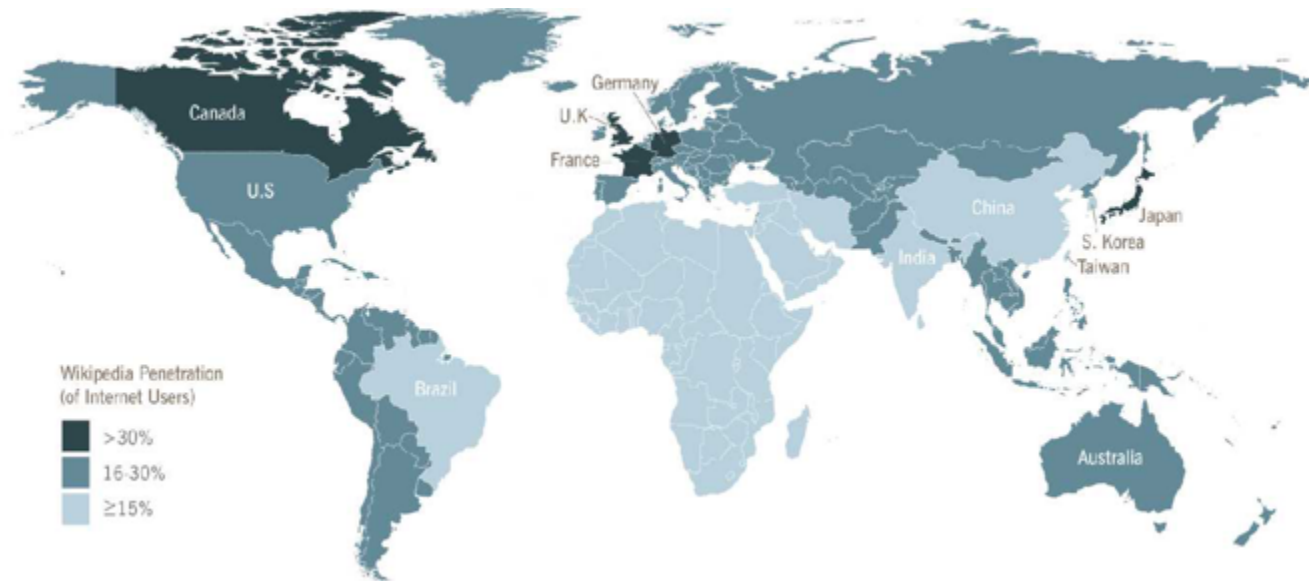 Canada
U.S
Brazil
Germany
U.K
France
China
India
Japan
S. Korea
Taiwan
Australia
Wikipedia Penetration
(of Internet Users)
>30%
16-30%
≥15%